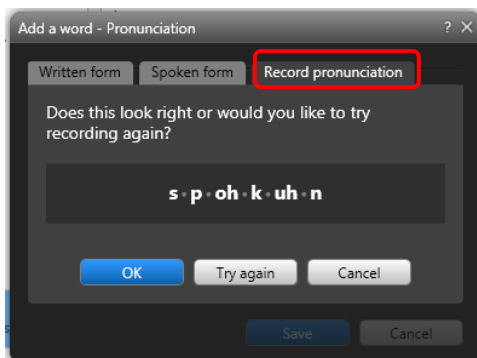 Add a word - Pronunciation ? ×
Written form Spoken form Record pronunciation
Does this look right or would you like to try
recording again?
s·p·oh·k·uh·n
OK Try again Cancel
Save Cancel